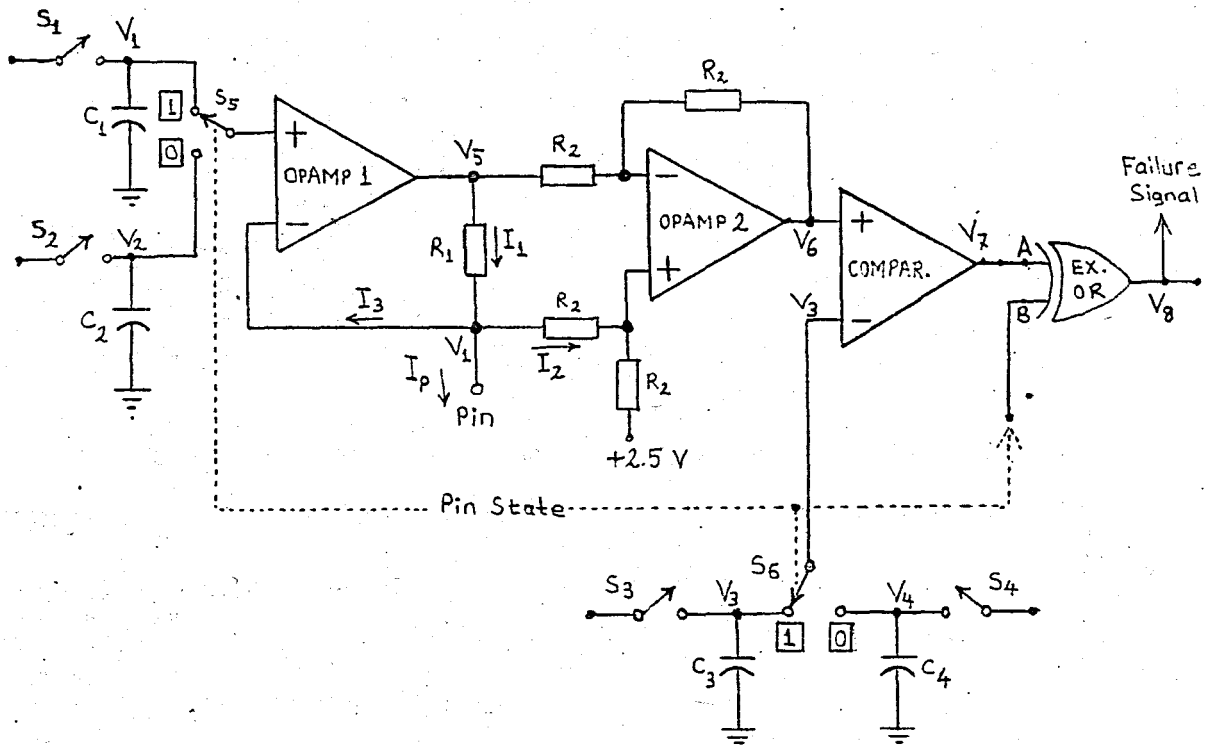 S1
V1
C1
1
0
S5
S2
V2
C2
+
OPAMP 1
−
V5
R1
I1
I3
V1
Ip
Pin
R2
R2
R2
I2
R2
+2.5 V
−
OPAMP 2
+
V6
+
COMPAR.
−
V3
V7
A
B
EX.
OR
Failure
Signal
V8
Pin State
S6
S3
V3
C3
1
0
V4
C4
S4